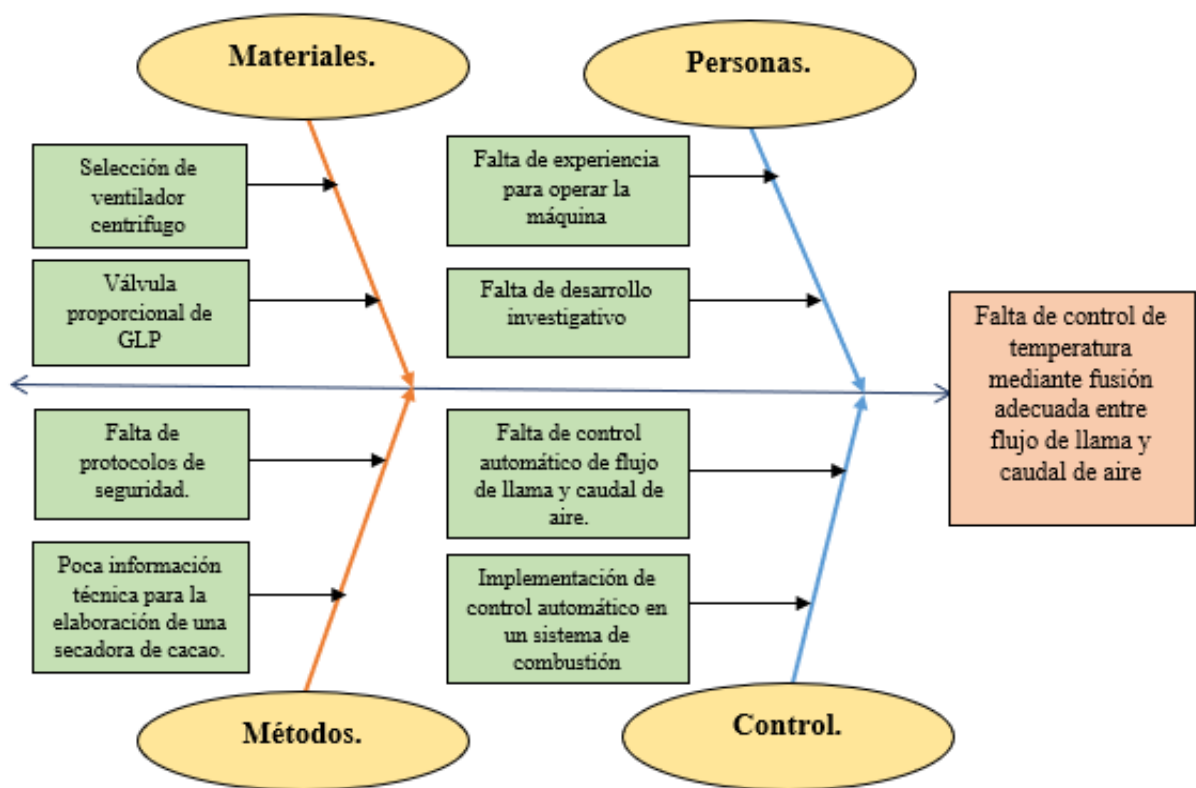 Materiales.
Personas.
Selección de
ventilador
centrifugo
Válvula
proporcional de
GLP
Falta de experiencia
para operar la
máquina
Falta de desarrollo
investigativo
Falta de control de
temperatura
mediante fusión
adecuada entre
flujo de llama y
caudal de aire
Falta de
protocolos de
seguridad.
Poca información
técnica para la
elaboración de una
secadora de cacao.
Falta de control
automático de flujo
de llama y caudal de
aire.
Implementación de
control automático en
un sistema de
combustión
Métodos.
Control.